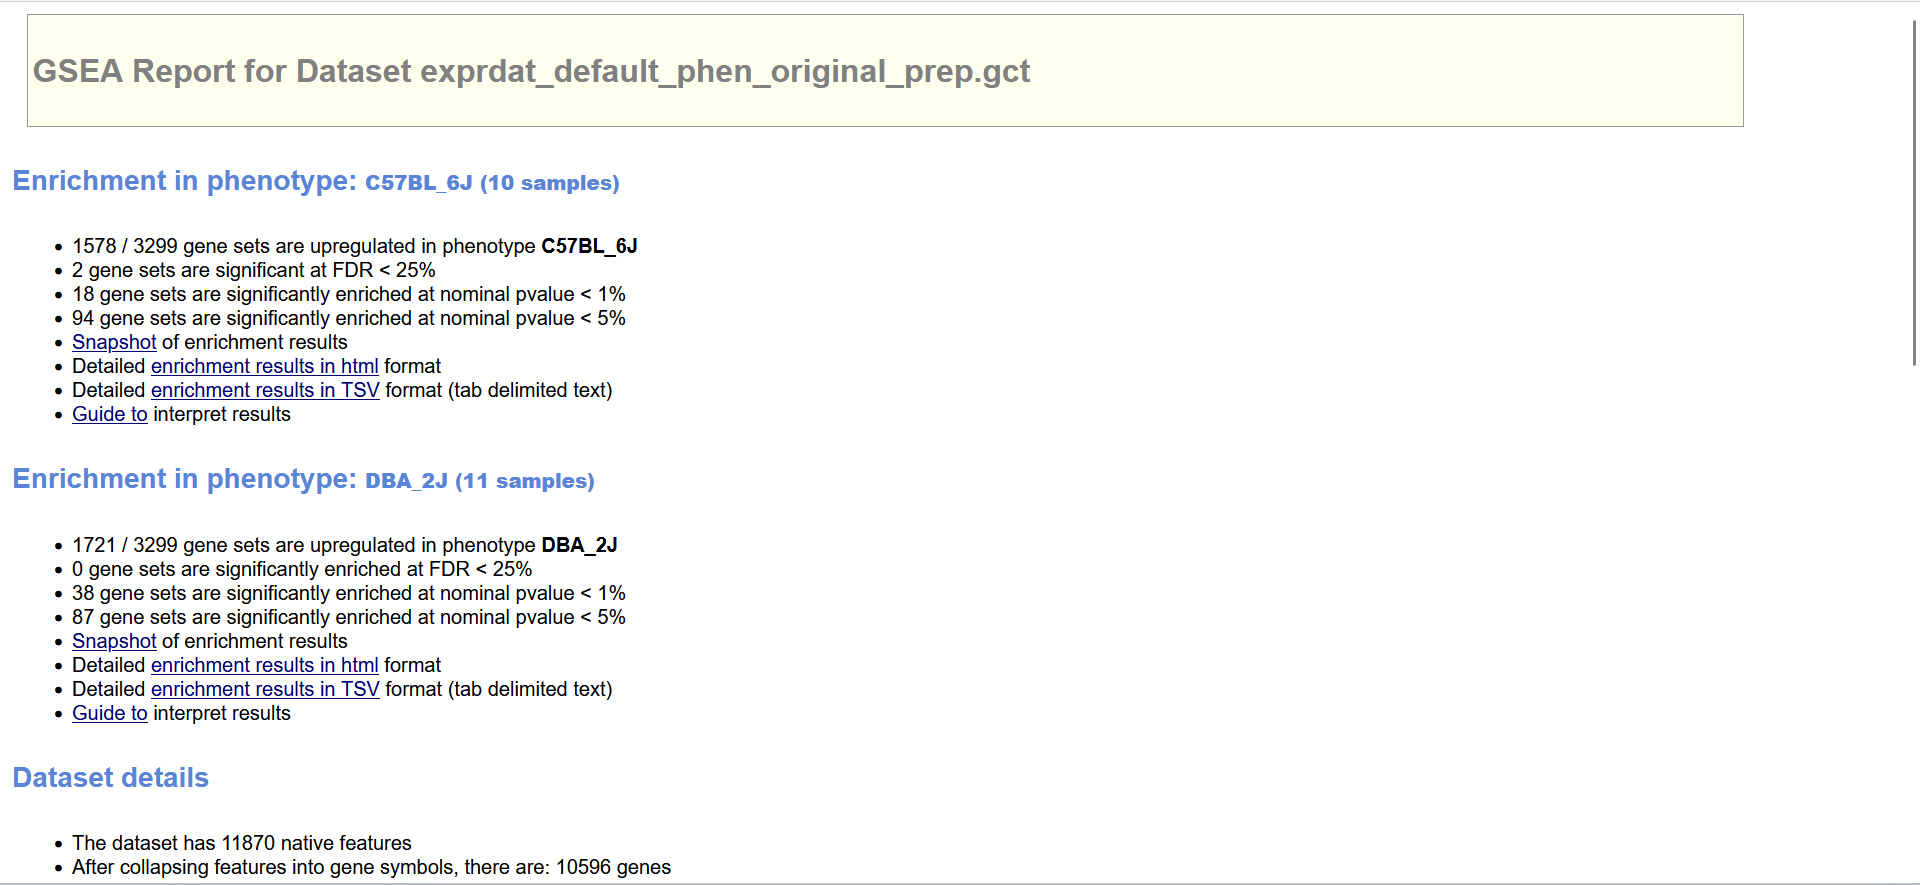 GSEA Report for Dataset exprdat_default_phen_original_prep.gct
Enrichment in phenotype: C57BL_6J (10 samples)
1578 / 3299 gene sets are upregulated in phenotype C57BL_6J
2 gene sets are significant at FDR < 25%
18 gene sets are significantly enriched at nominal pvalue < 1%
94 gene sets are significantly enriched at nominal pvalue < 5%
Snapshot of enrichment results
Detailed enrichment results in html format
Detailed enrichment results in TSV format (tab delimited text)
Guide to interpret results
Enrichment in phenotype: DBA_2J (11 samples)
1721 / 3299 gene sets are upregulated in phenotype DBA_2J
0 gene sets are significantly enriched at FDR < 25%
38 gene sets are significantly enriched at nominal pvalue < 1%
87 gene sets are significantly enriched at nominal pvalue < 5%
Snapshot of enrichment results
Detailed enrichment results in html format
Detailed enrichment results in TSV format (tab delimited text)
Guide to interpret results
Dataset details
The dataset has 11870 native features
After collapsing features into gene symbols, there are: 10596 genes